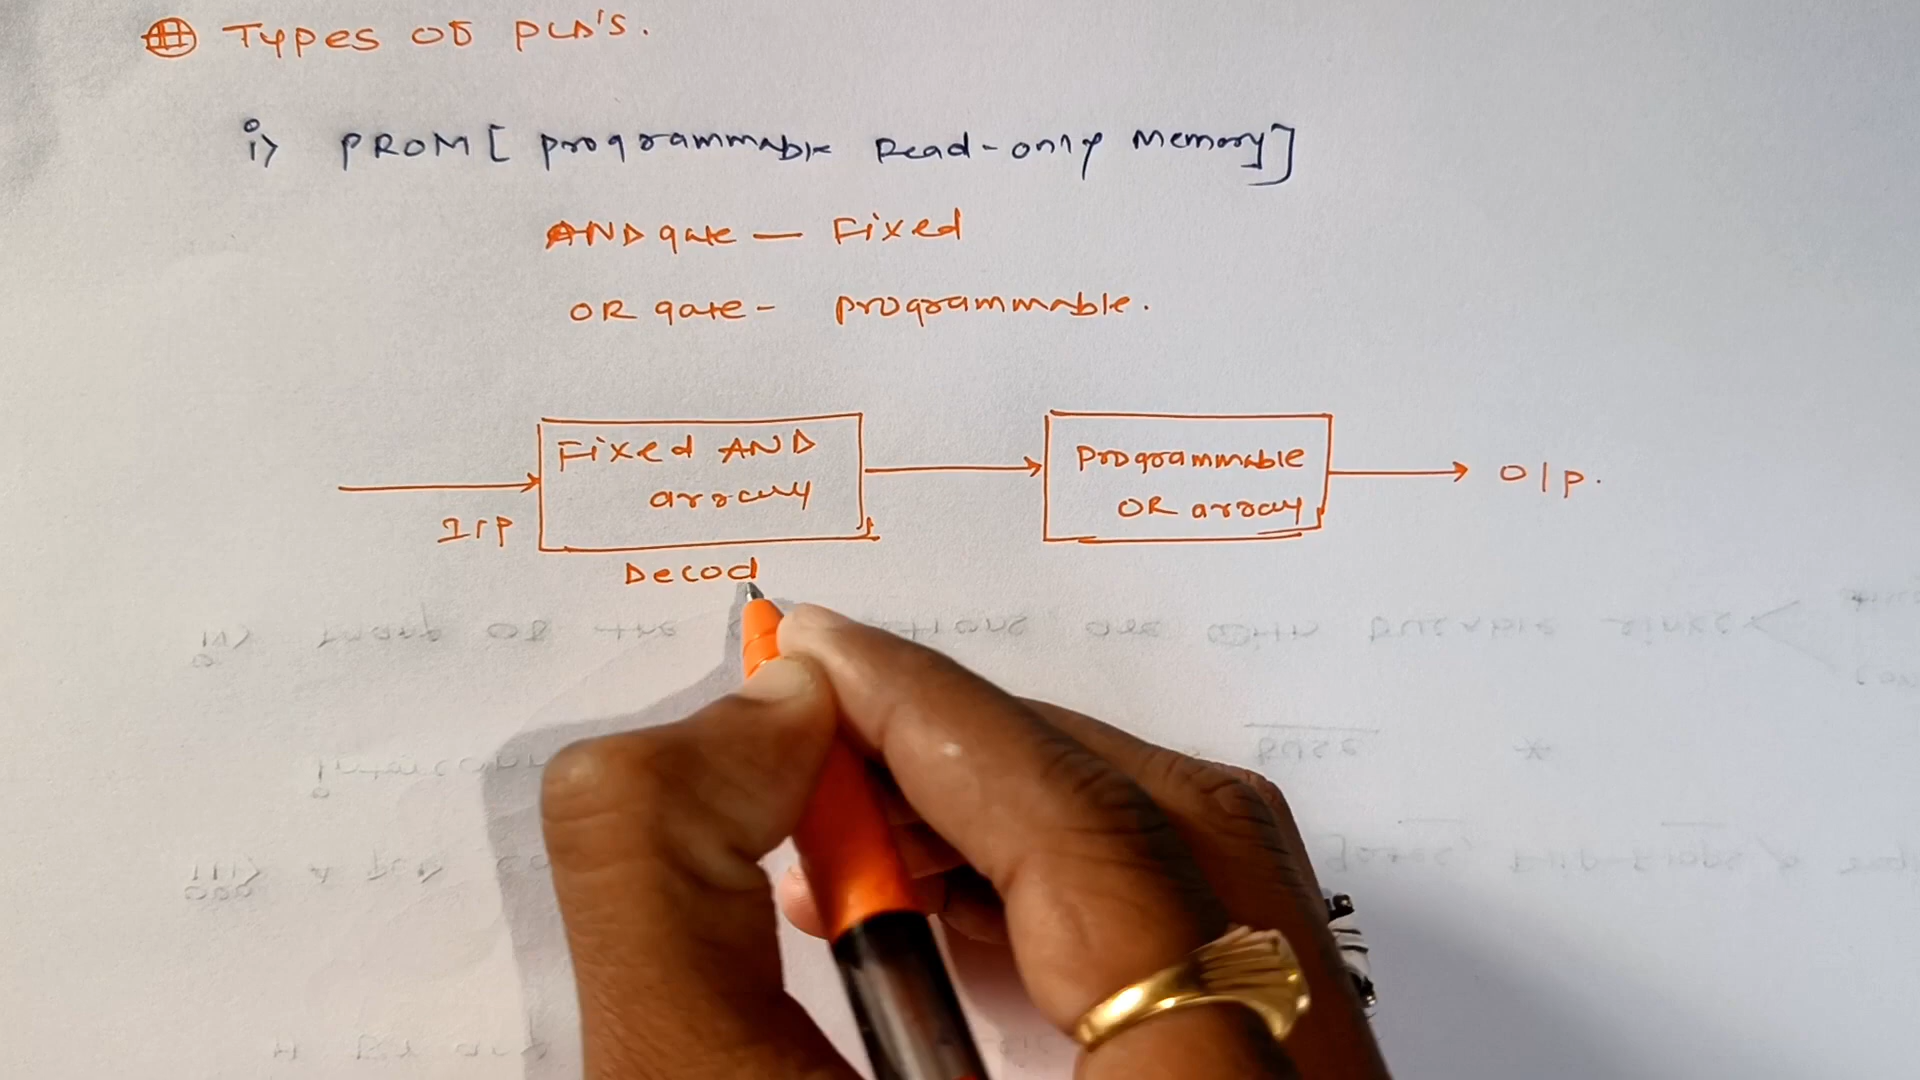 Types of PLD's.
i) PROM [ Programmable Read-only Memory]
AND gate — Fixed
OR gate - programmable.
Fixed AND array
I/P
Programmable OR array
O/P.
Decod